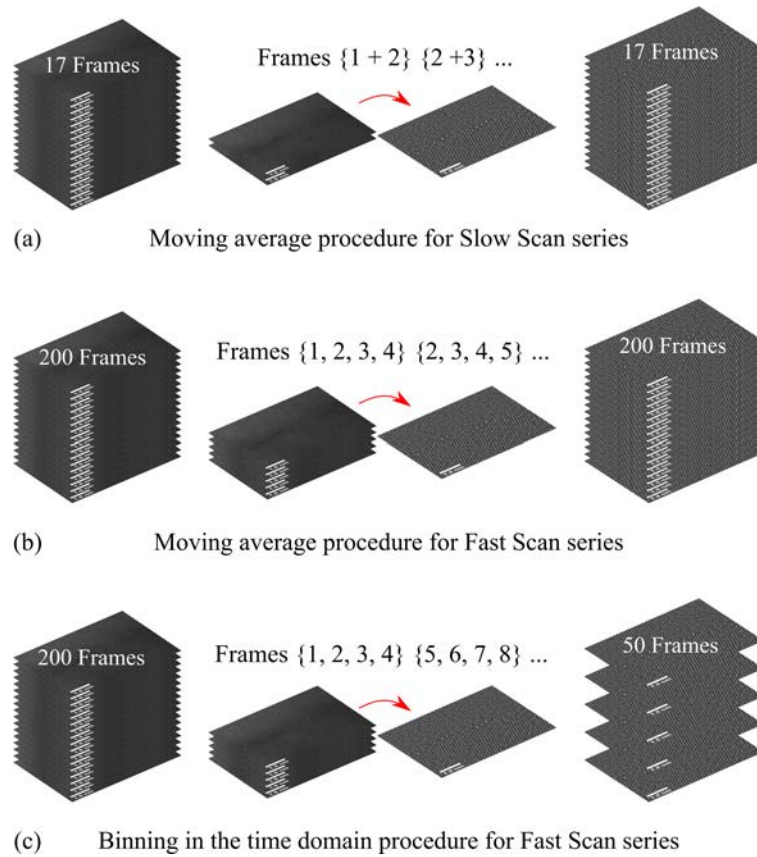 17 Frames
Frames {1 + 2} {2 +3} ...
17 Frames
(a) Moving average procedure for Slow Scan series
200 Frames
Frames {1, 2, 3, 4} {2, 3, 4, 5} ...
200 Frames
(b) Moving average procedure for Fast Scan series
200 Frames
Frames {1, 2, 3, 4} {5, 6, 7, 8} ...
50 Frames
(c) Binning in the time domain procedure for Fast Scan series